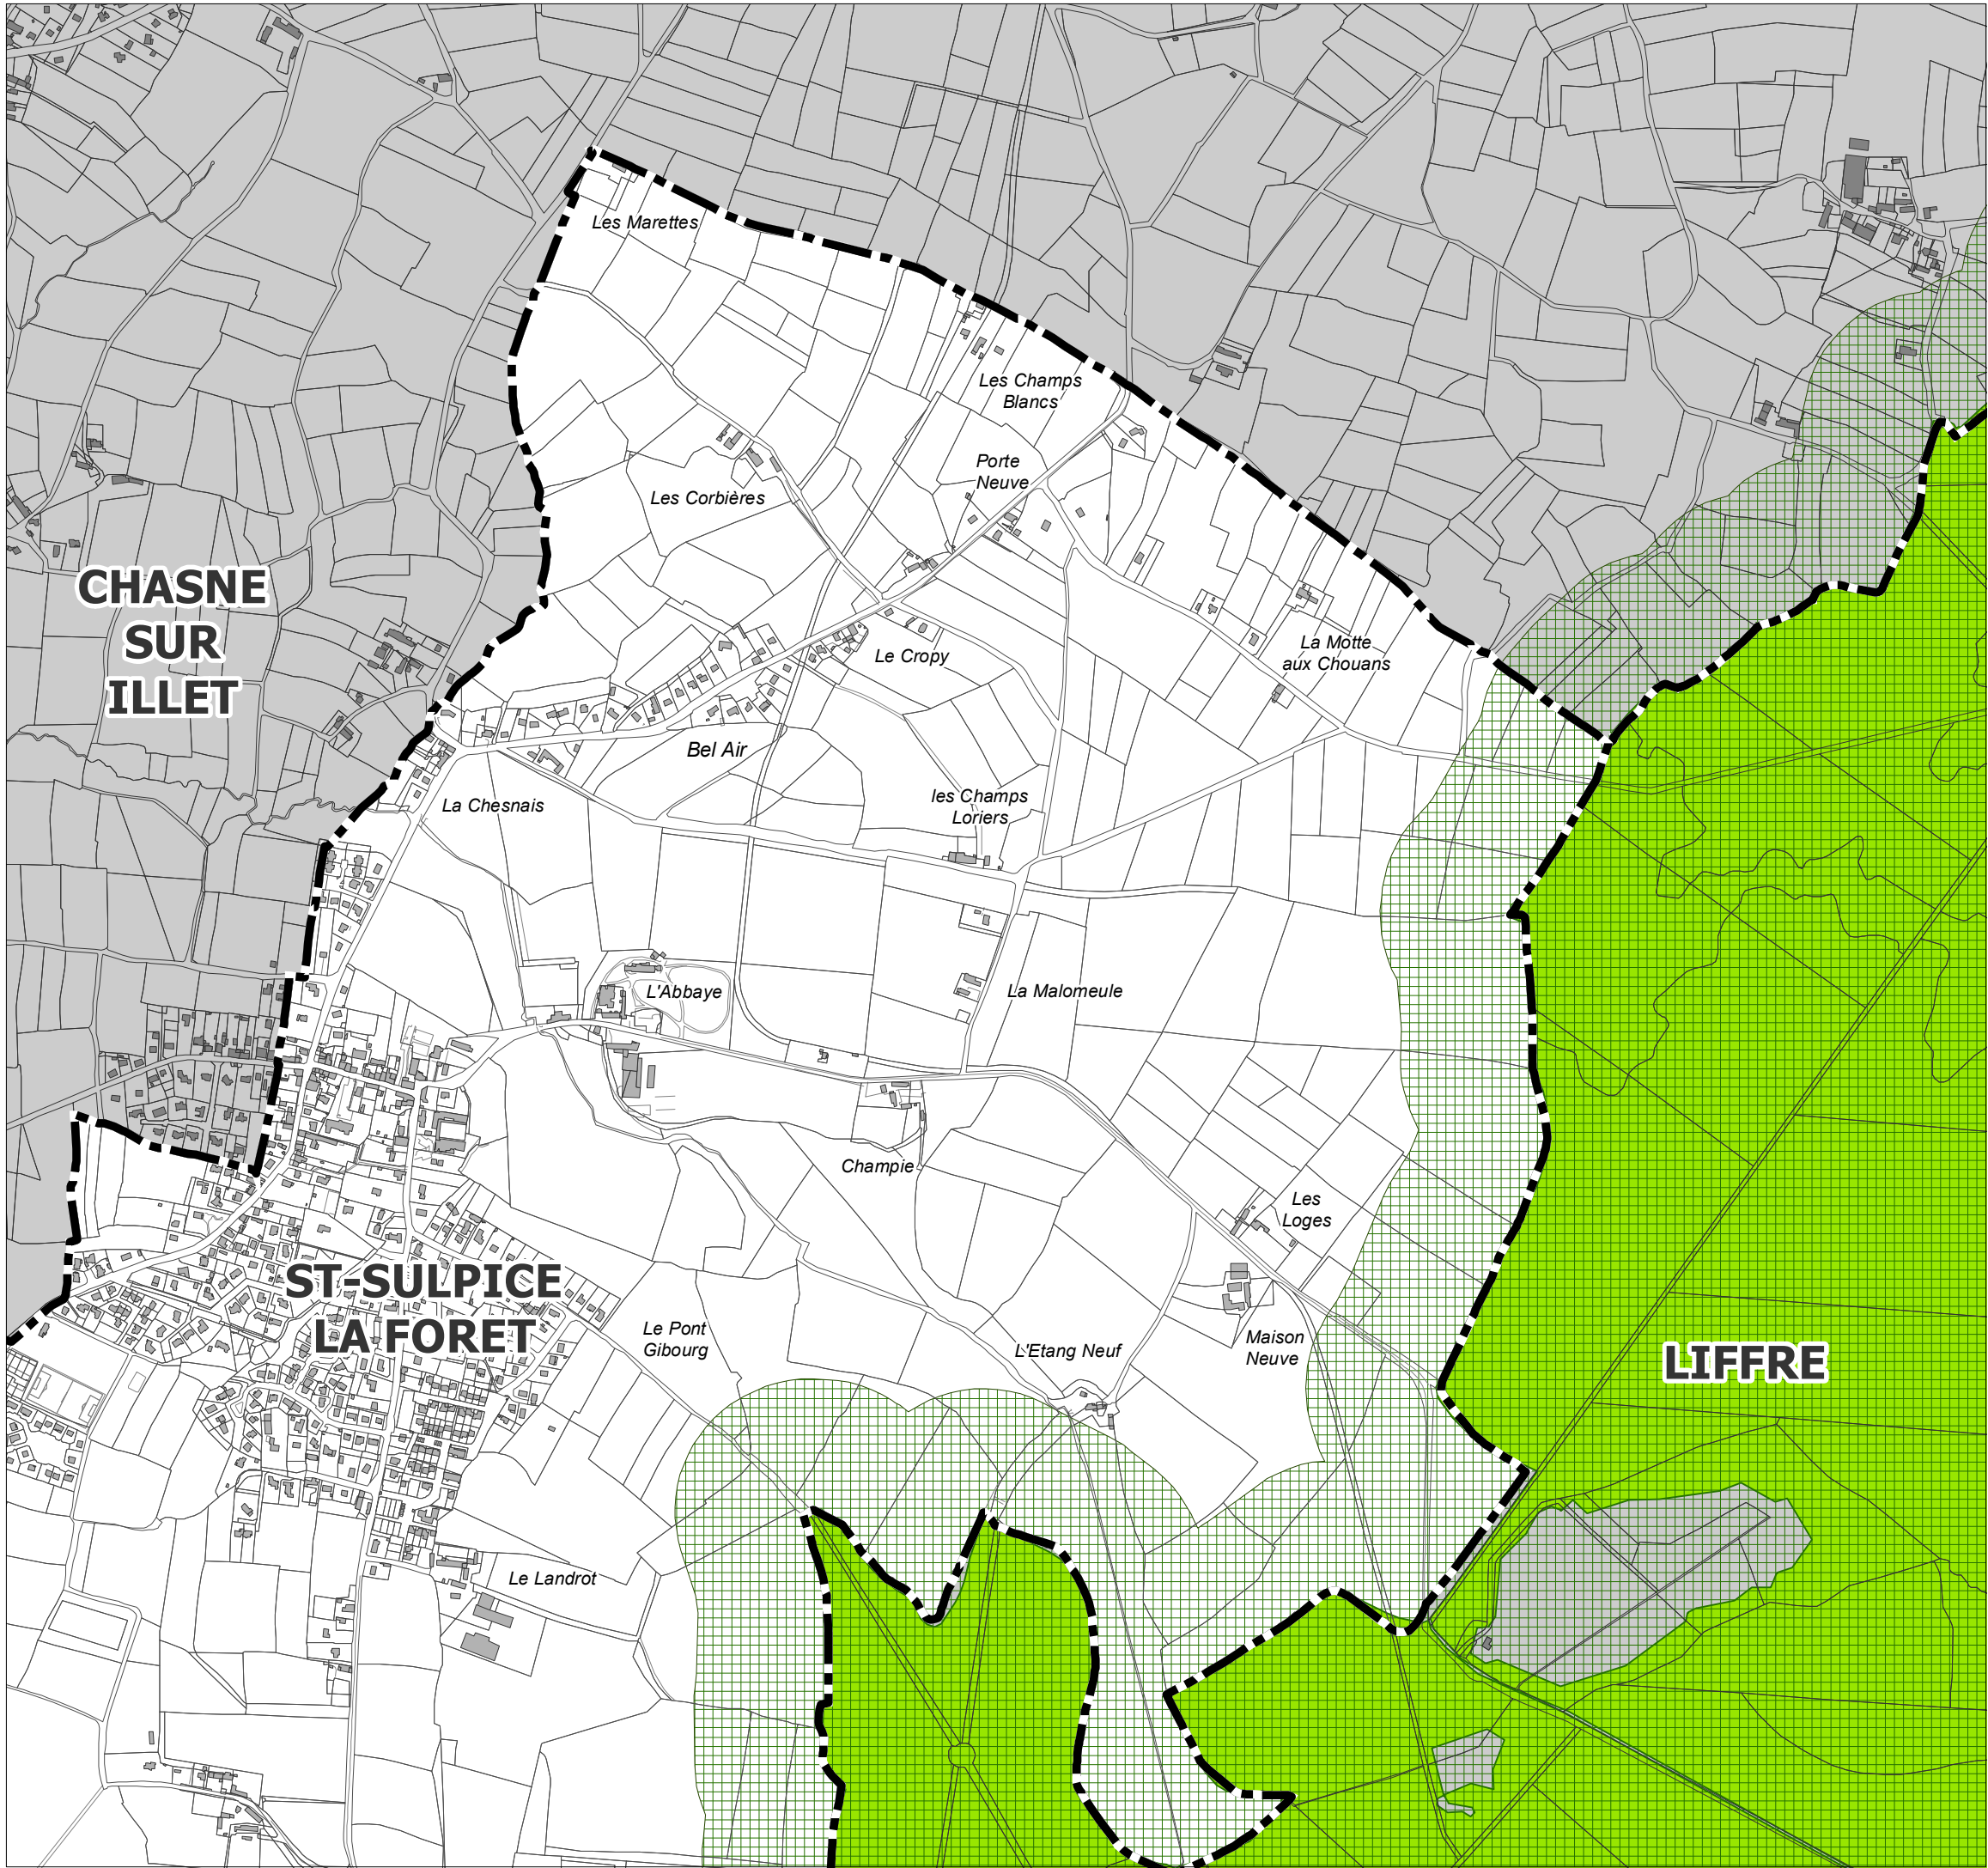 Les Marettes
Les Champs
Blancs
Porte
Neuve
Les Corbières
CHASNE
SUR
ILLET
La Motte
aux Chouans
Le Cropy
Bel Air
La Chesnais
les Champs
Loriers
L'Abbaye
La Malomeule
Champie
Les
Loges
ST-SULPICE
LA FORET
Le Pont
Gibourg
L'Etang Neuf
Maison
Neuve
LIFFRE
Le Landrot